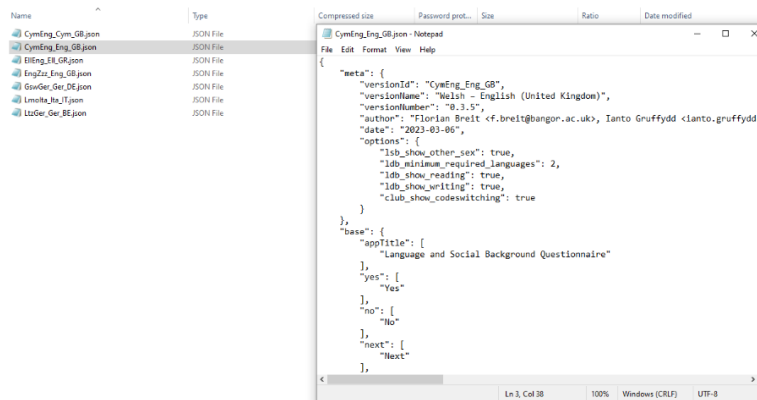 Name Type Compressed size Password prot... Size Ratio Date modified
CymEng_Cym_GB.json JSON File
CymEng_Eng_GB.json JSON File
EllEng_Ell_GR.json JSON File
EngZzz_Eng_GB.json JSON File
GswGer_Ger_DE.json JSON File
LmoIta_Ita_IT.json JSON File
LtzGer_Ger_BE.json JSON File
CymEng_Eng_GB.json - Notepad
File Edit Format View Help
{
"meta": {
"versionId": "CymEng_Eng_GB",
"versionName": "Welsh – English (United Kingdom)",
"versionNumber": "0.3.5",
"author": "Florian Breit <f.breit@bangor.ac.uk>, Ianto Gruffydd <ianto.gruffydd
"date": "2023-03-06",
"options": {
"lsb_show_other_sex": true,
"ldb_minimum_required_languages": 2,
"ldb_show_reading": true,
"ldb_show_writing": true,
"club_show_codeswitching": true
}
},
"base": {
"appTitle": [
"Language and Social Background Questionnaire"
],
"yes": [
"Yes"
],
"no": [
"No"
],
"next": [
"Next"
],
Ln 3, Col 38 100% Windows (CRLF) UTF-8